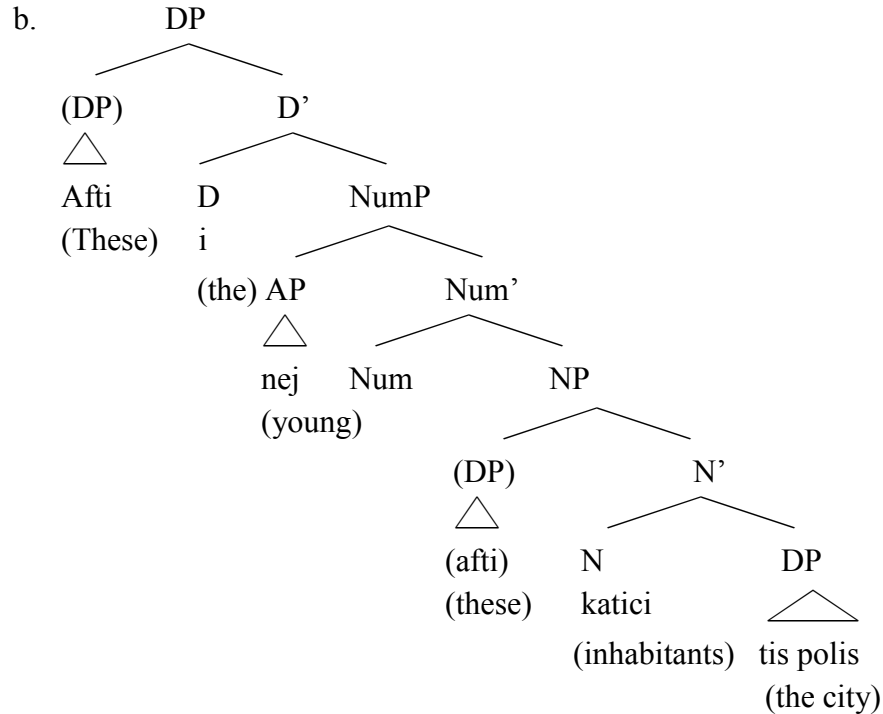 b. DP
(DP) D’
Afti D NumP
(These) i
(the) AP Num’
nej Num NP
(young)
(DP) N’
(afti) N DP
(these) katici
(inhabitants) tis polis
(the city)